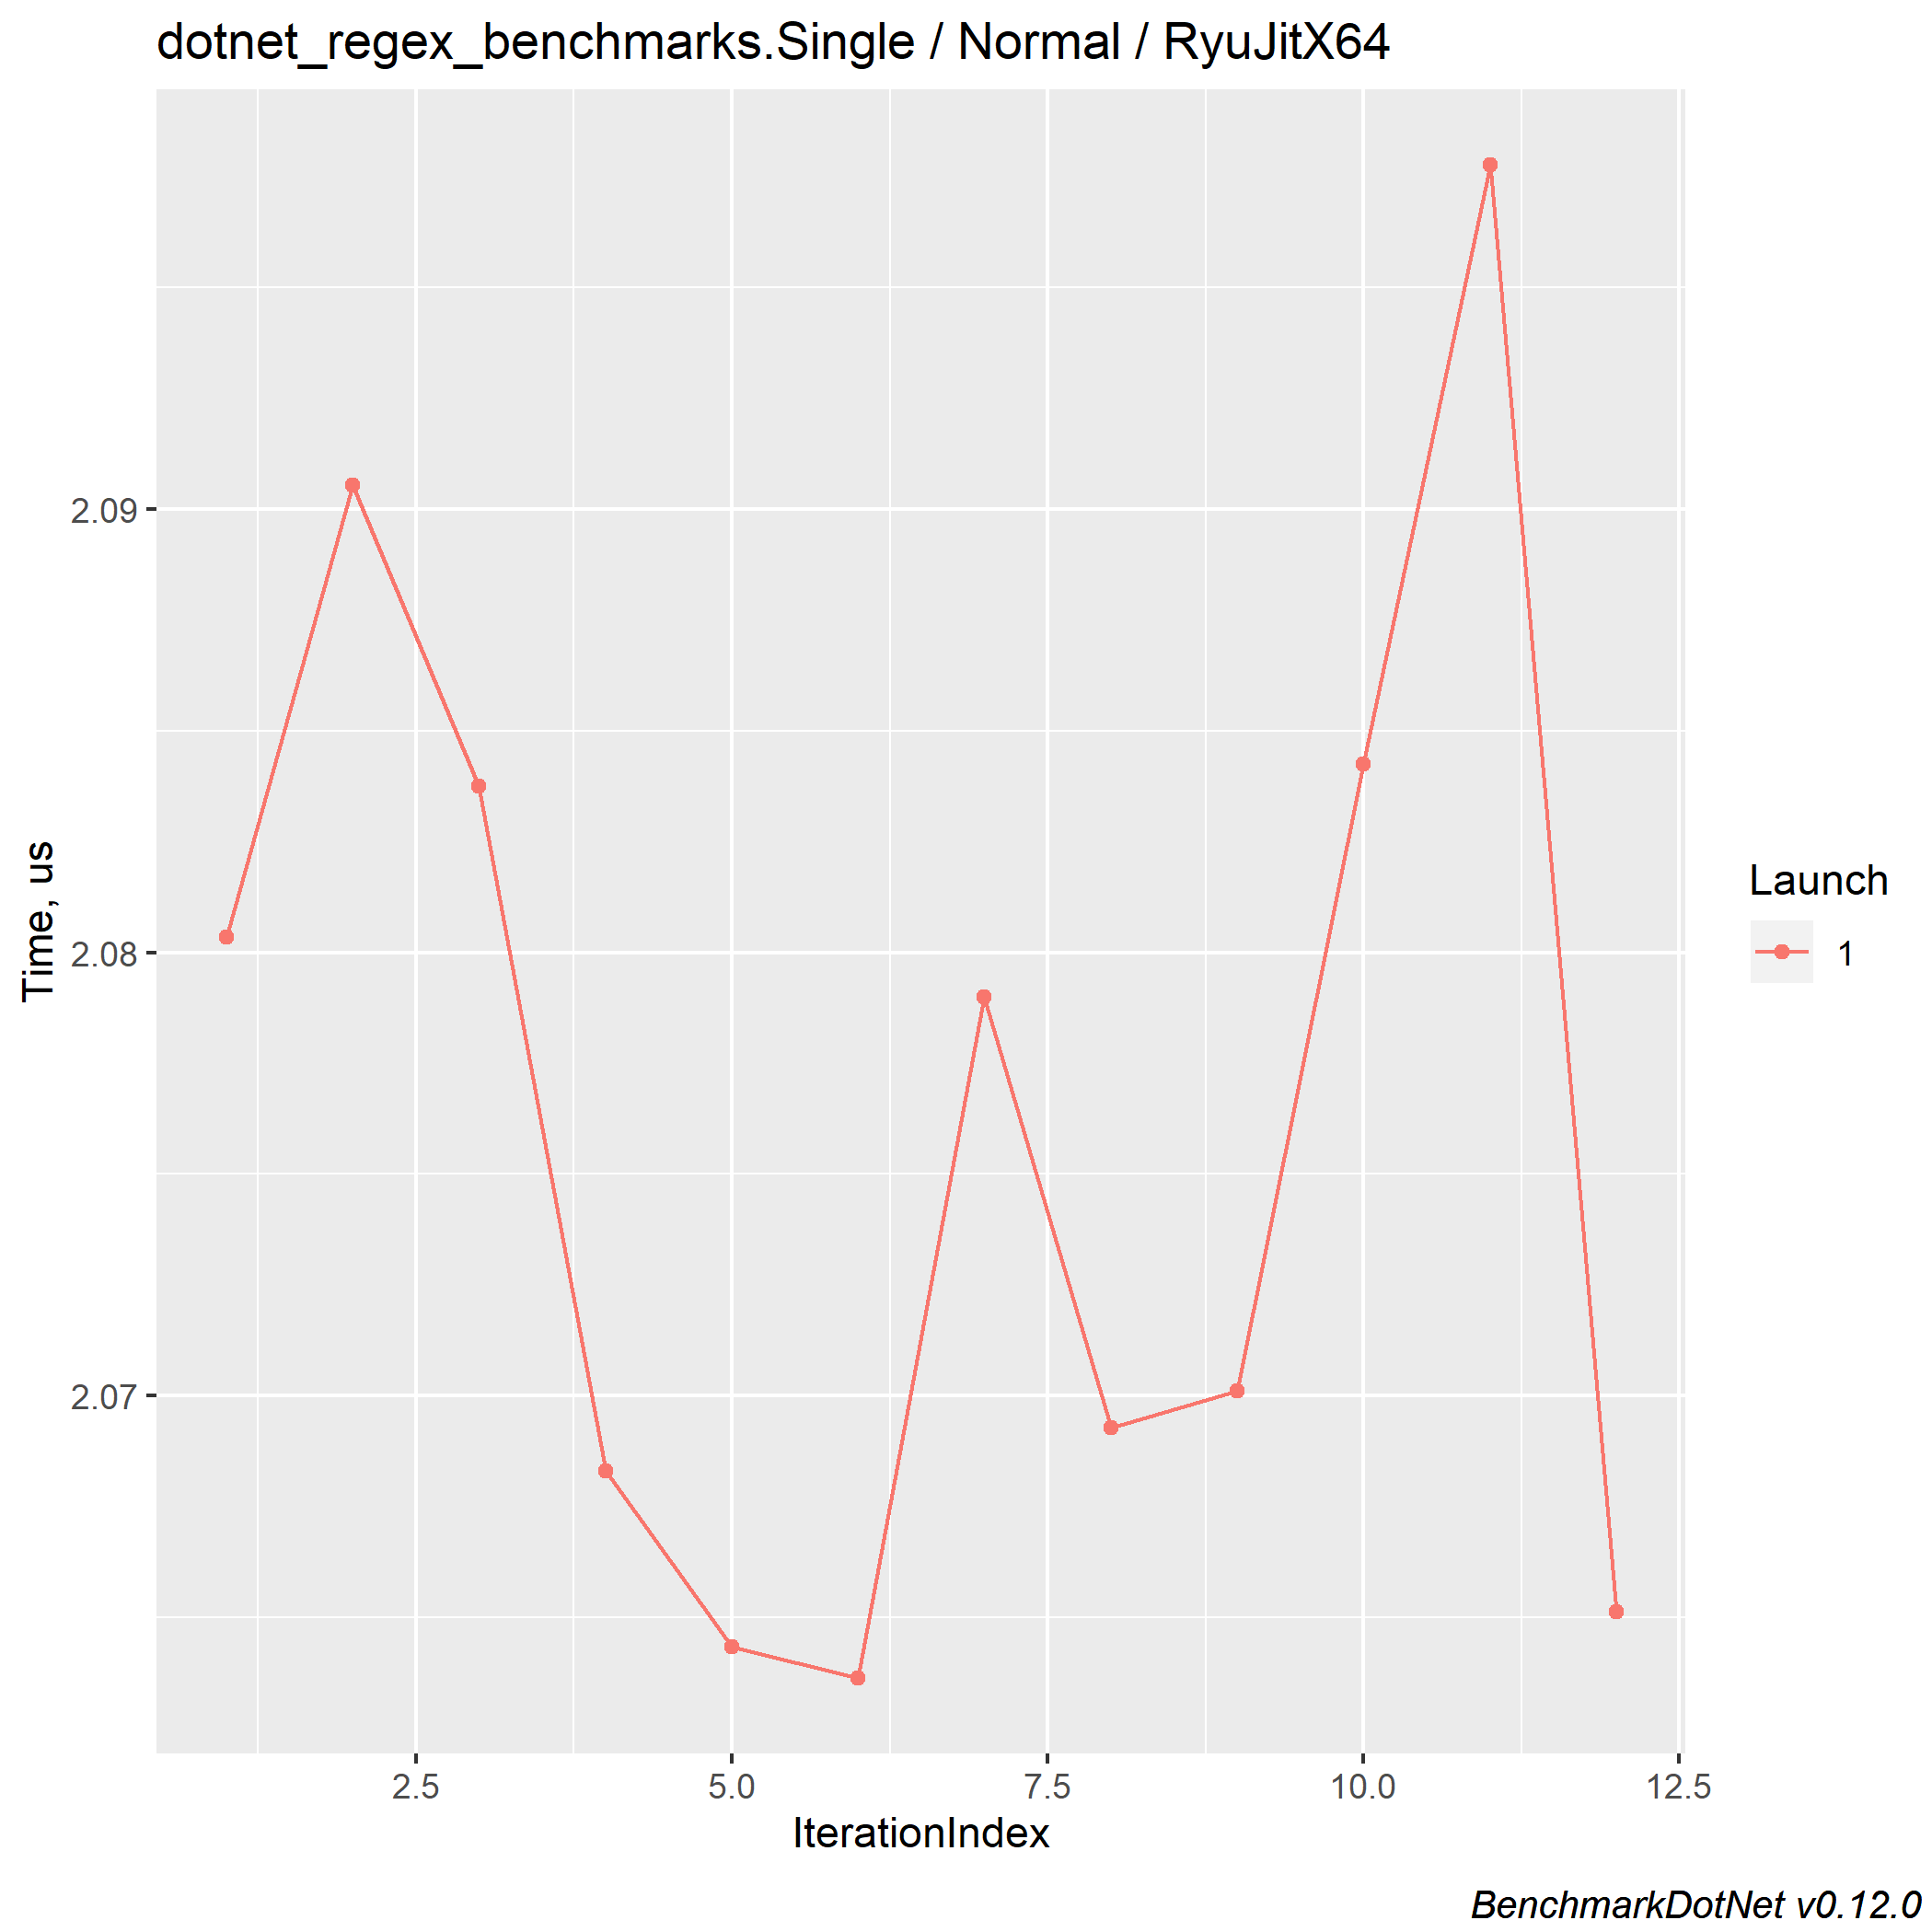 dotnet_regex_benchmarks.Single / Normal / RyuJitX64
Time, us
2.09
2.08
2.07
2.5
5.0
7.5
10.0
12.5
IterationIndex
Launch
1
BenchmarkDotNet v0.12.0